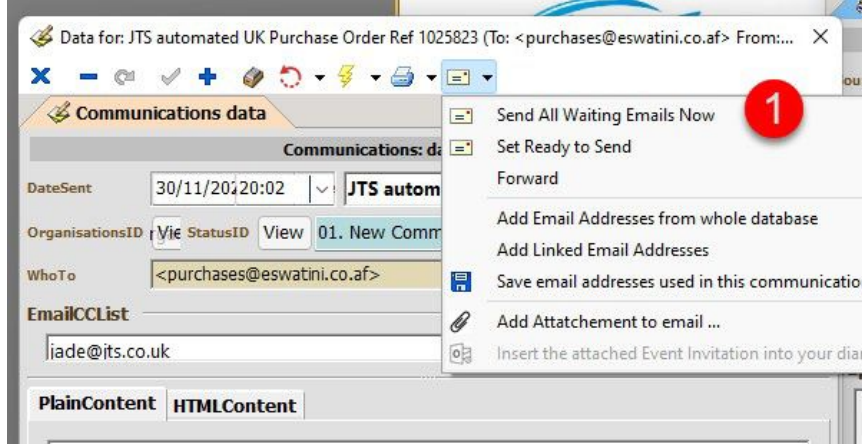 Data for: JTS automated UK Purchase Order Ref 1025823 (To: <purchases@eswatini.co.af> From:...
Communications data
Communications: da
Send All Waiting Emails Now
1
Set Ready to Send
Forward
Add Email Addresses from whole database
Add Linked Email Addresses
Save email addresses used in this communicatio
Add Attatchement to email ...
Insert the attached Event Invitation into your diar
DateSent 30/11/202 20:02 JTS autom
OrganisationsID Vie StatusID View 01. New Comm
WhoTo <purchases@eswatini.co.af>
EmailCCList
jade@jts.co.uk
PlainContent HTMLContent